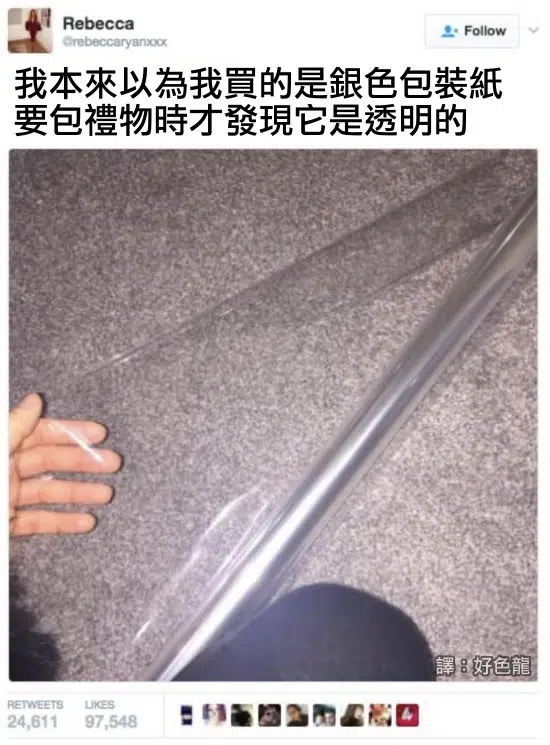 Rebecca
@rebeccaryanxxx
Follow
我本來以為我買的是銀色包裝紙
要包禮物時才發現它是透明的
譯：好色龍
RETWEETS
LIKES
24,611
97,548